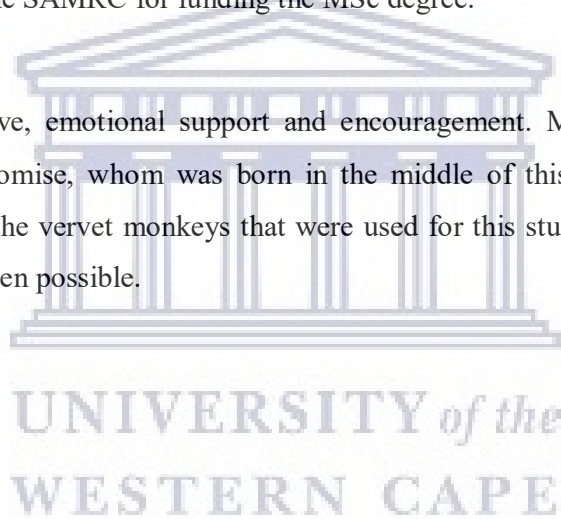 e SAMRC for funding the MSc degree.
ve, emotional support and encouragement. M
omise, whom was born in the middle of this
he vervet monkeys that were used for this stu
en possible.
UNIVERSITY of the
WESTERN CAPE